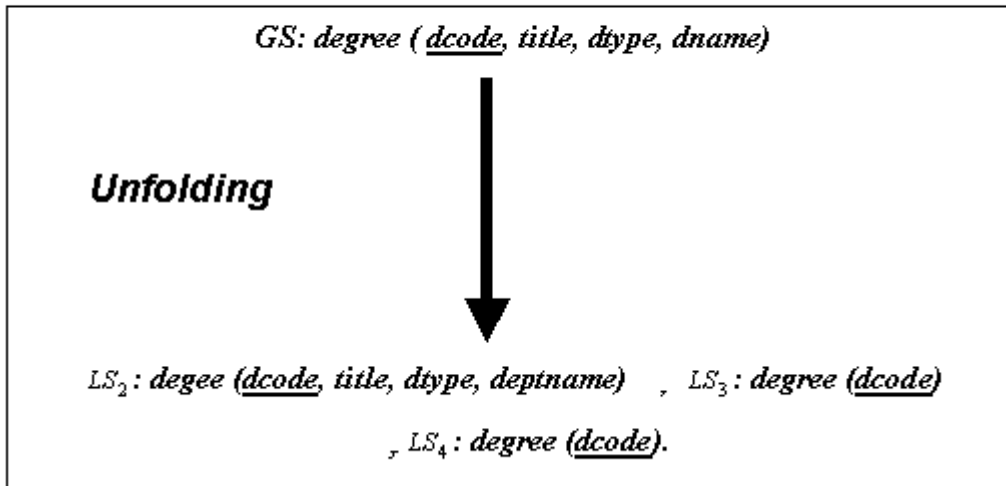 GS: degree ( dcode, title, dtype, dname)
Unfolding
LS2 : degee (dcode, title, dtype, deptname) , LS3 : degree (dcode)
, LS4 : degree (dcode).